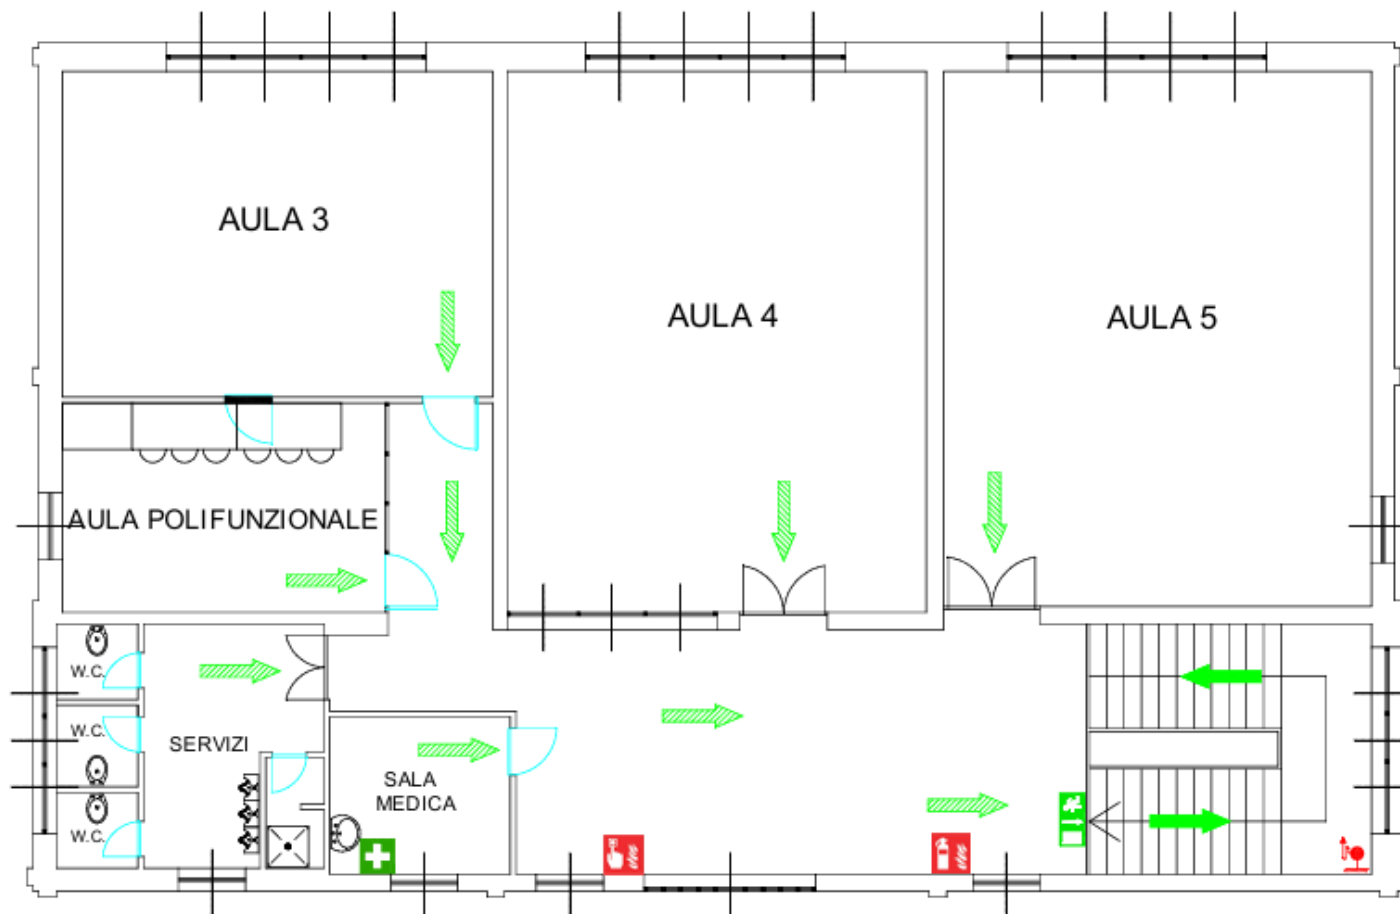 AULA 3
AULA 4
AULA 5
AULA POLIFUNZIONALE
W.C.
W.C.
SERVIZI
SALA
MEDICA
W.C.